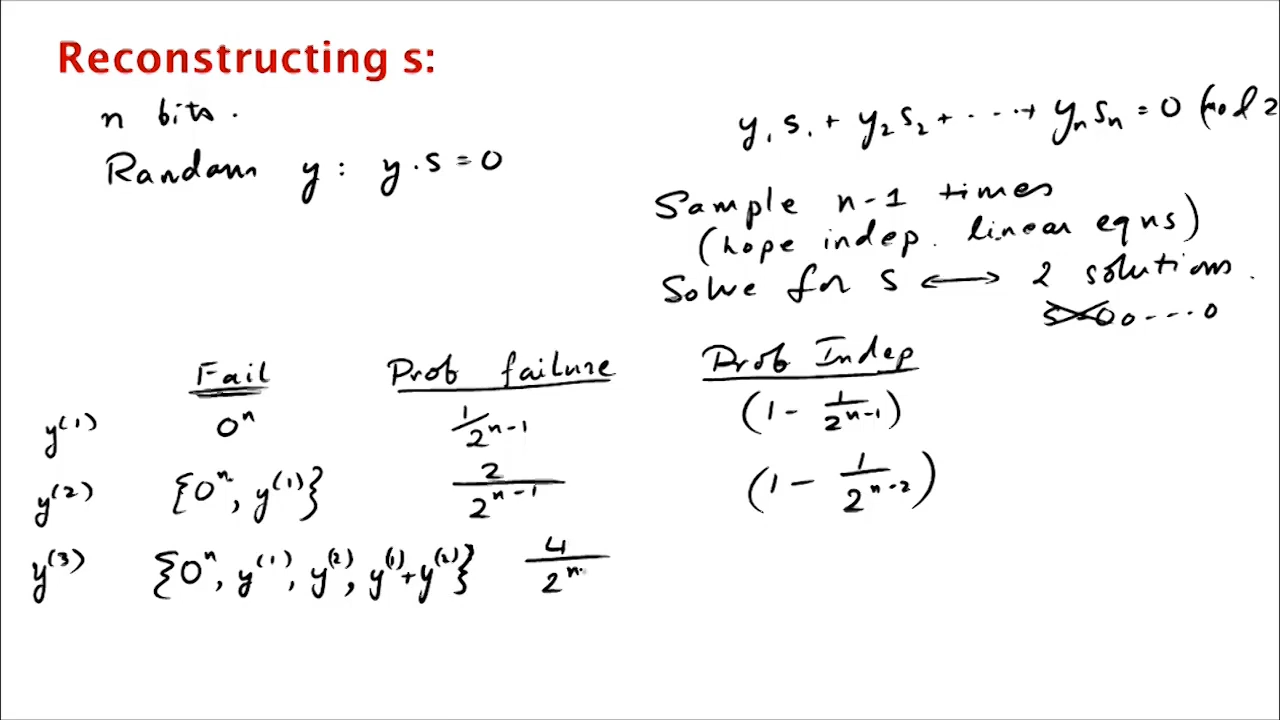 Reconstructing s:
n bits.
Random y : y · s = 0
y₁s₁ + y₂s₂ + ····+ yₙsₙ = 0 (mod 2
Sample n-1 times
(hope indep. linear eqns)
Solve for s ⟷ 2 solutions.
0 - - - 0
Fail Prob failure Prob Indep
y⁽¹⁾ 0ⁿ 1/2ⁿ⁻¹ (1 - 1/2ⁿ⁻¹)
y⁽²⁾ {0ⁿ, y⁽¹⁾} 2/2ⁿ⁻¹ (1 - 1/2ⁿ⁻²)
y⁽³⁾ {0ⁿ, y⁽¹⁾, y⁽²⁾, y⁽¹⁾+y⁽²⁾} 4/2ⁿ